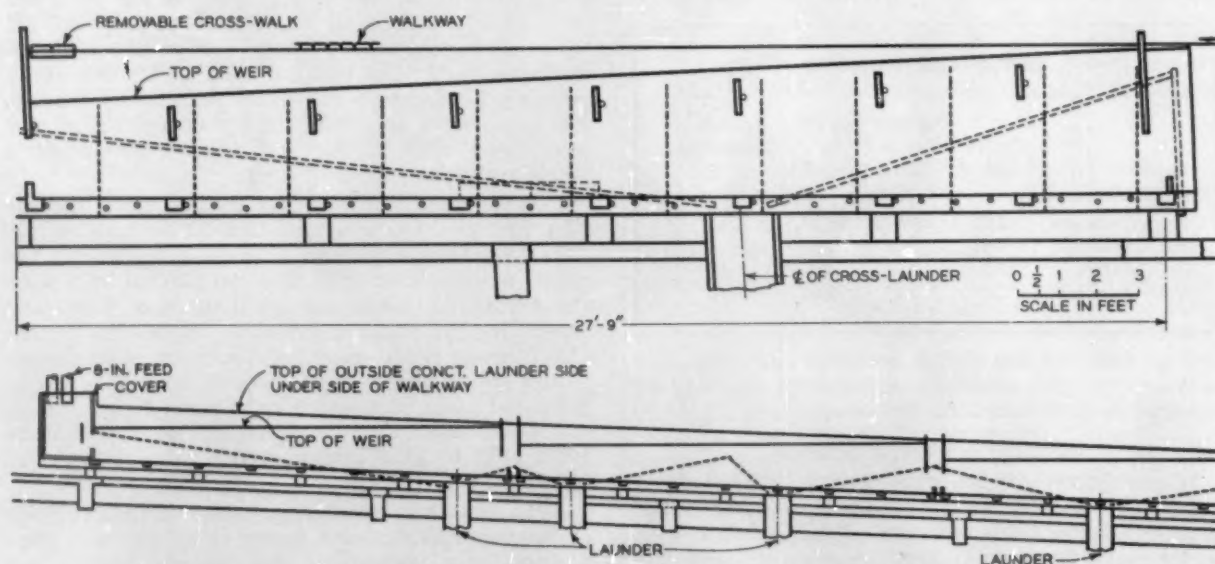 REMOVABLE CROSS-WALK
WALKWAY
TOP OF WEIR
℄ OF CROSS-LAUNDER
0 ½ 1 2 3
SCALE IN FEET
27'-9"
8-IN. FEED
COVER
TOP OF OUTSIDE CONCT. LAUNDER SIDE
UNDER SIDE OF WALKWAY
TOP OF WEIR
LAUNDER
LAUNDER